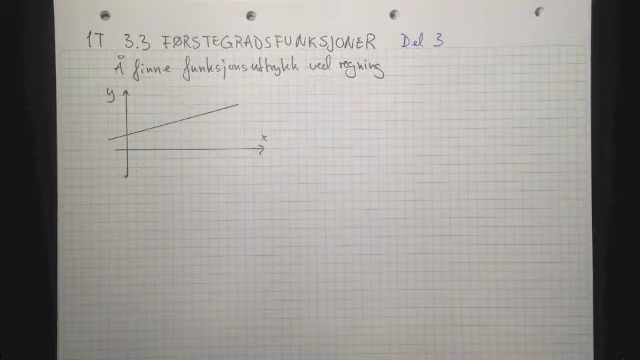 1T 3.3 FØRSTEGRADSFUNKSJONER Del 3
Å finne funksjonsuttrykk ved regning
y
x